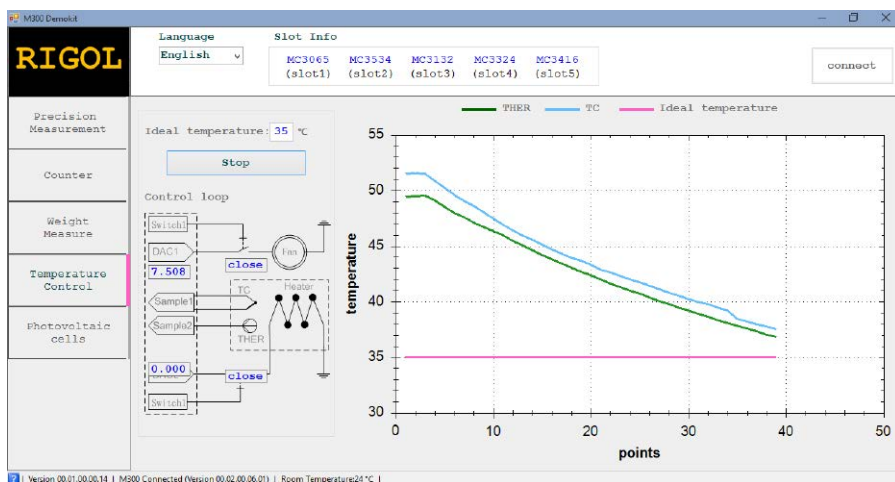 M300 Demokit
RIGOL
Language
English
Slot Info
MC3065 MC3534 MC3132 MC3324 MC3416
(slot1) (slot2) (slot3) (slot4) (slot5)
connect
Precision
Measurement
Counter
Weight
Measure
Temperature
Control
Photovoltaic
cells
Ideal temperature: 35 ℃
Stop
Control loop
Switch1
DAC1
7.508
close
Fan
TC
Heater
Sample1
Sample2
THER
0.000
close
Switch1
THER TC Ideal temperature
55
50
45
40
35
30
temperature
0 10 20 30 40 50
points
Version 00.01.00.00.14 | M300 Connected (Version 00.02.00.06.01) | Room Temperature:24 °C |